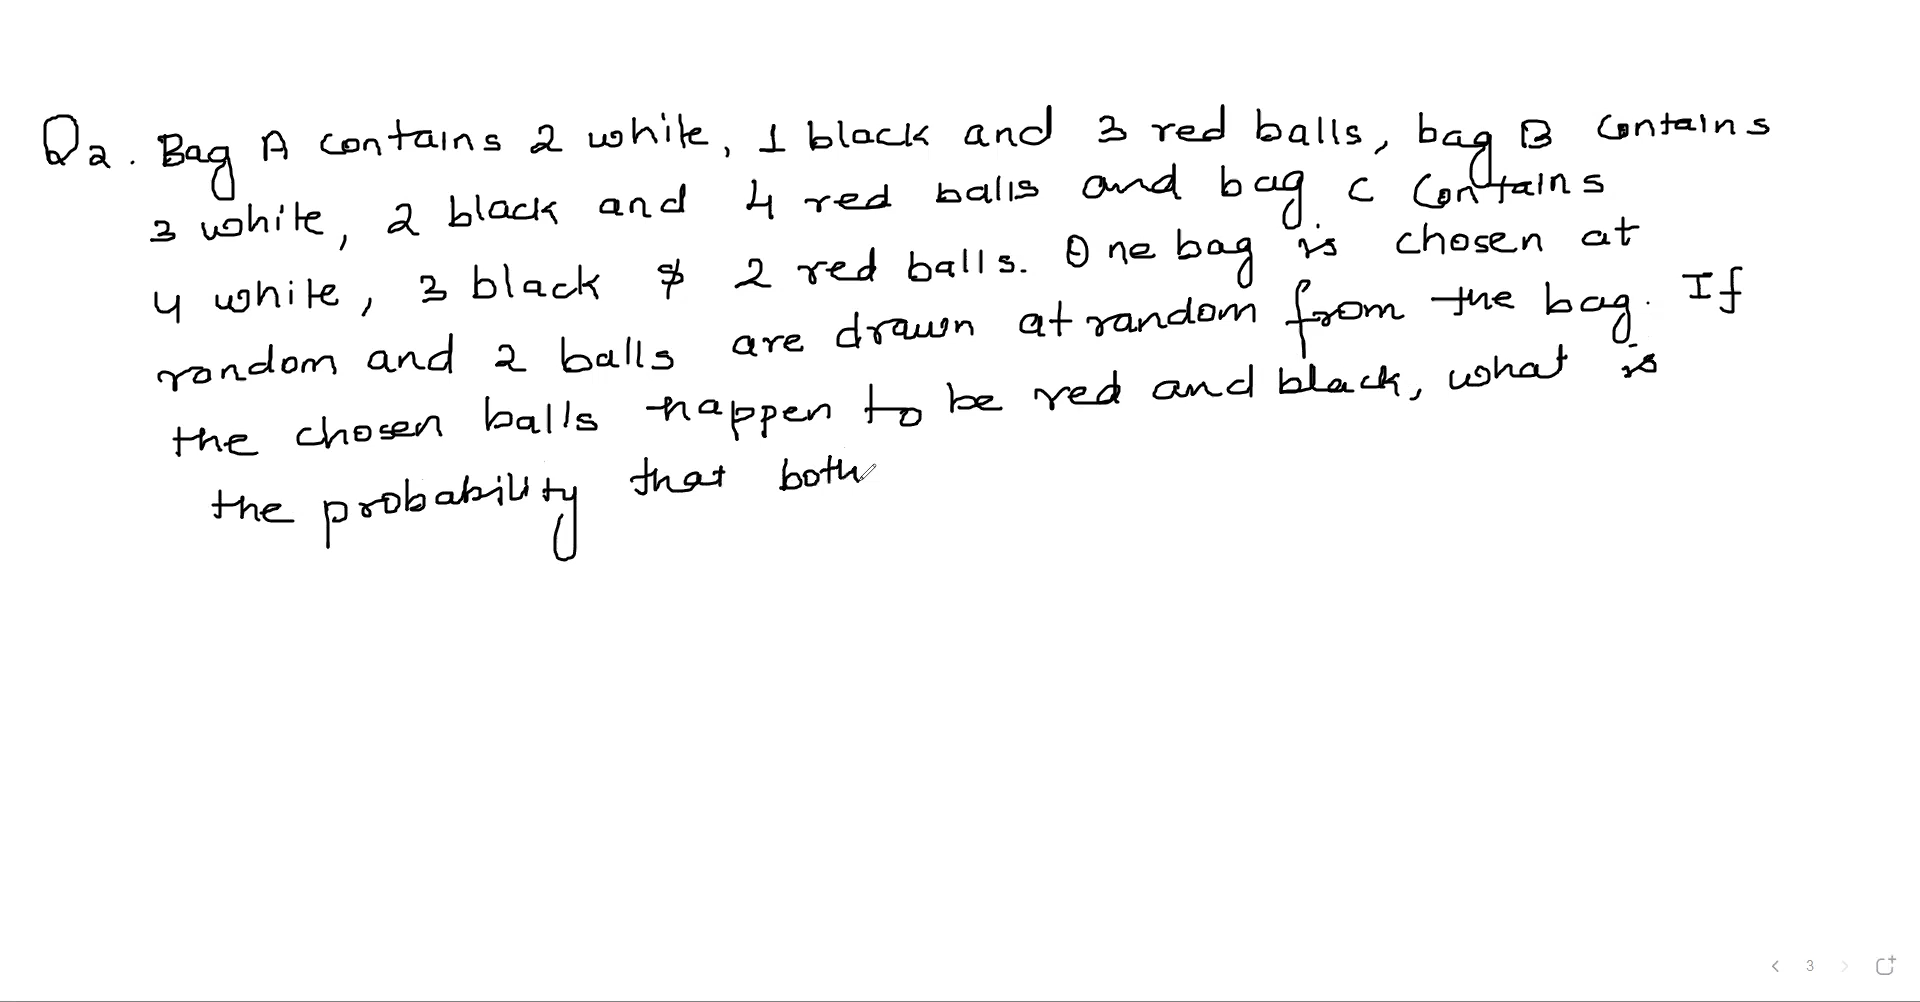 Q2. Bag A contains 2 white, 1 black and 3 red balls, bag B contains
3 white, 2 black and 4 red balls and bag C contains
4 white, 3 black & 2 red balls. One bag is chosen at
random and 2 balls are drawn at random from the bag. If
the chosen balls happen to be red and black, what is
the probability that both
3